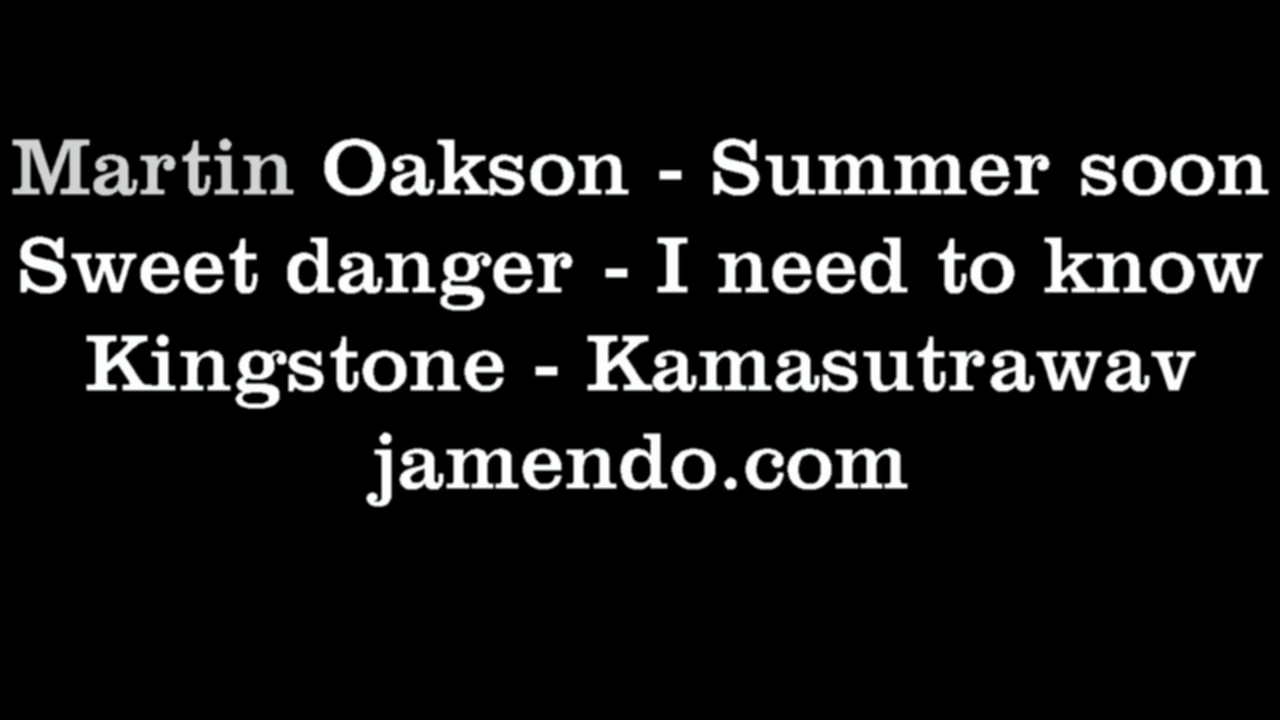 Martin Oakson - Summer soon
Sweet danger - I need to know
Kingstone - Kamasutrawav
jamendo.com